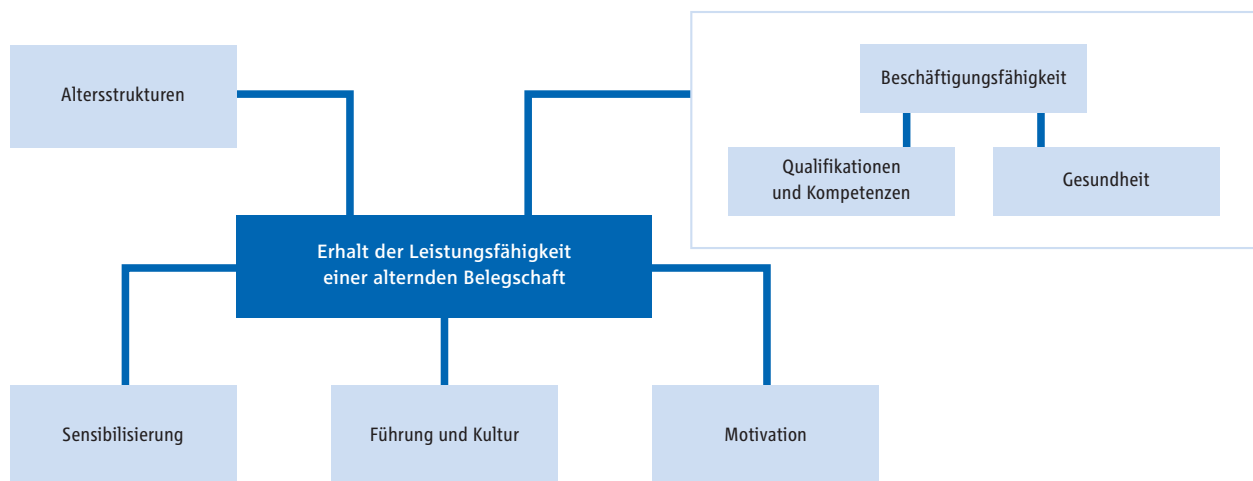 Altersstrukturen
Beschäftigungsfähigkeit
Qualifikationen
und Kompetenzen
Gesundheit
Erhalt der Leistungsfähigkeit
einer alternden Belegschaft
Sensibilisierung
Führung und Kultur
Motivation